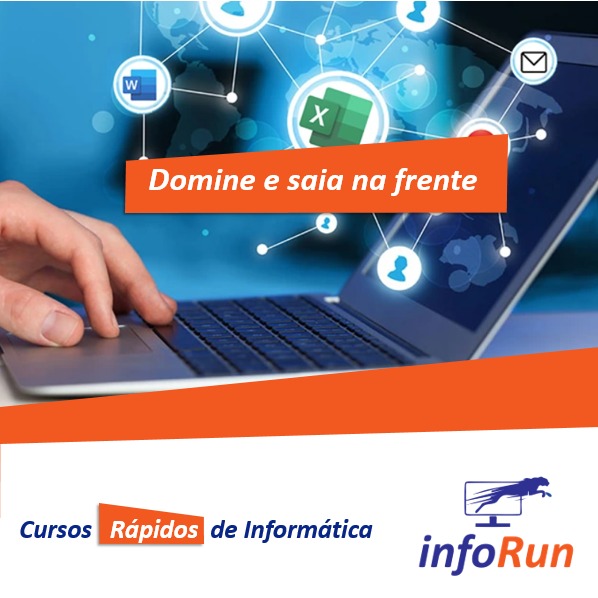 W
X
Domine e saia na frente
Cursos Rápidos de Informática
infoRun